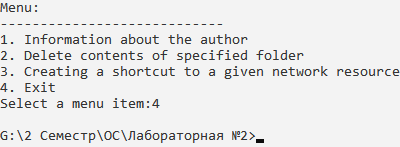 Menu:
----------------------------
1. Information about the author
2. Delete contents of specified folder
3. Creating a shortcut to a given network resource
4. Exit
Select a menu item:4
G:\2 Семестр\ОС\Лабораторная №2>